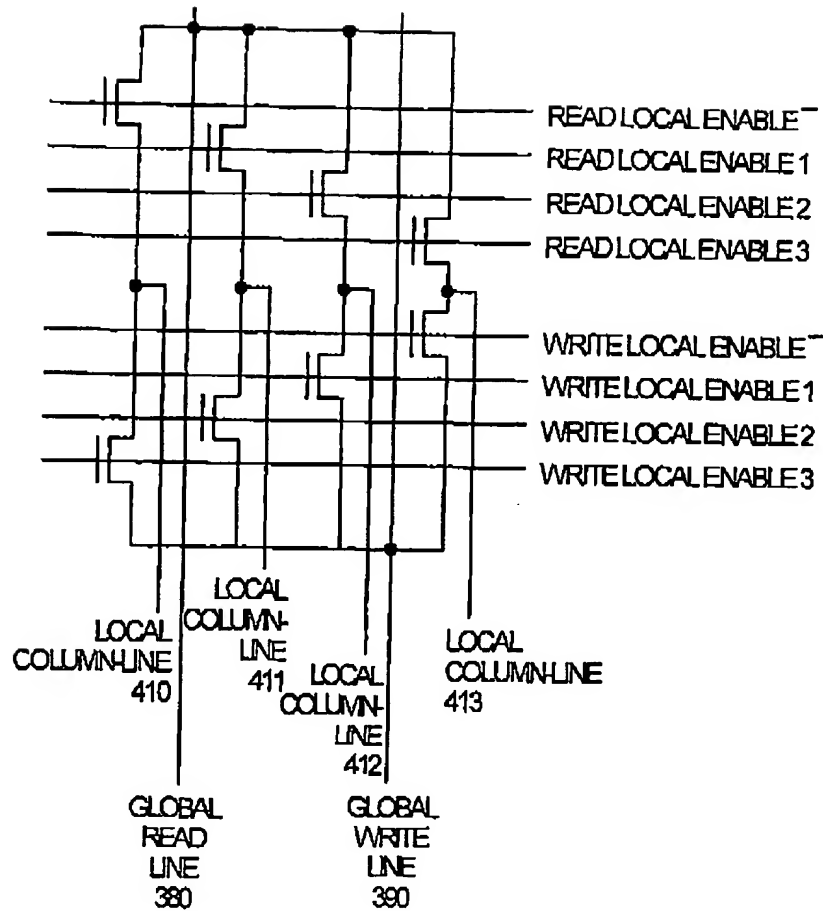 READ LOCAL ENABLE¯
READ LOCAL ENABLE 1
READ LOCAL ENABLE 2
READ LOCAL ENABLE 3
WRITE LOCAL ENABLE¯
WRITE LOCAL ENABLE 1
WRITE LOCAL ENABLE 2
WRITE LOCAL ENABLE 3
LOCAL
COLUMN-LINE
410
LOCAL
COLUMN-
LINE
411
LOCAL
COLUMN-
LINE
412
LOCAL
COLUMN-LINE
413
GLOBAL
READ
LINE
380
GLOBAL
WRITE
LINE
390